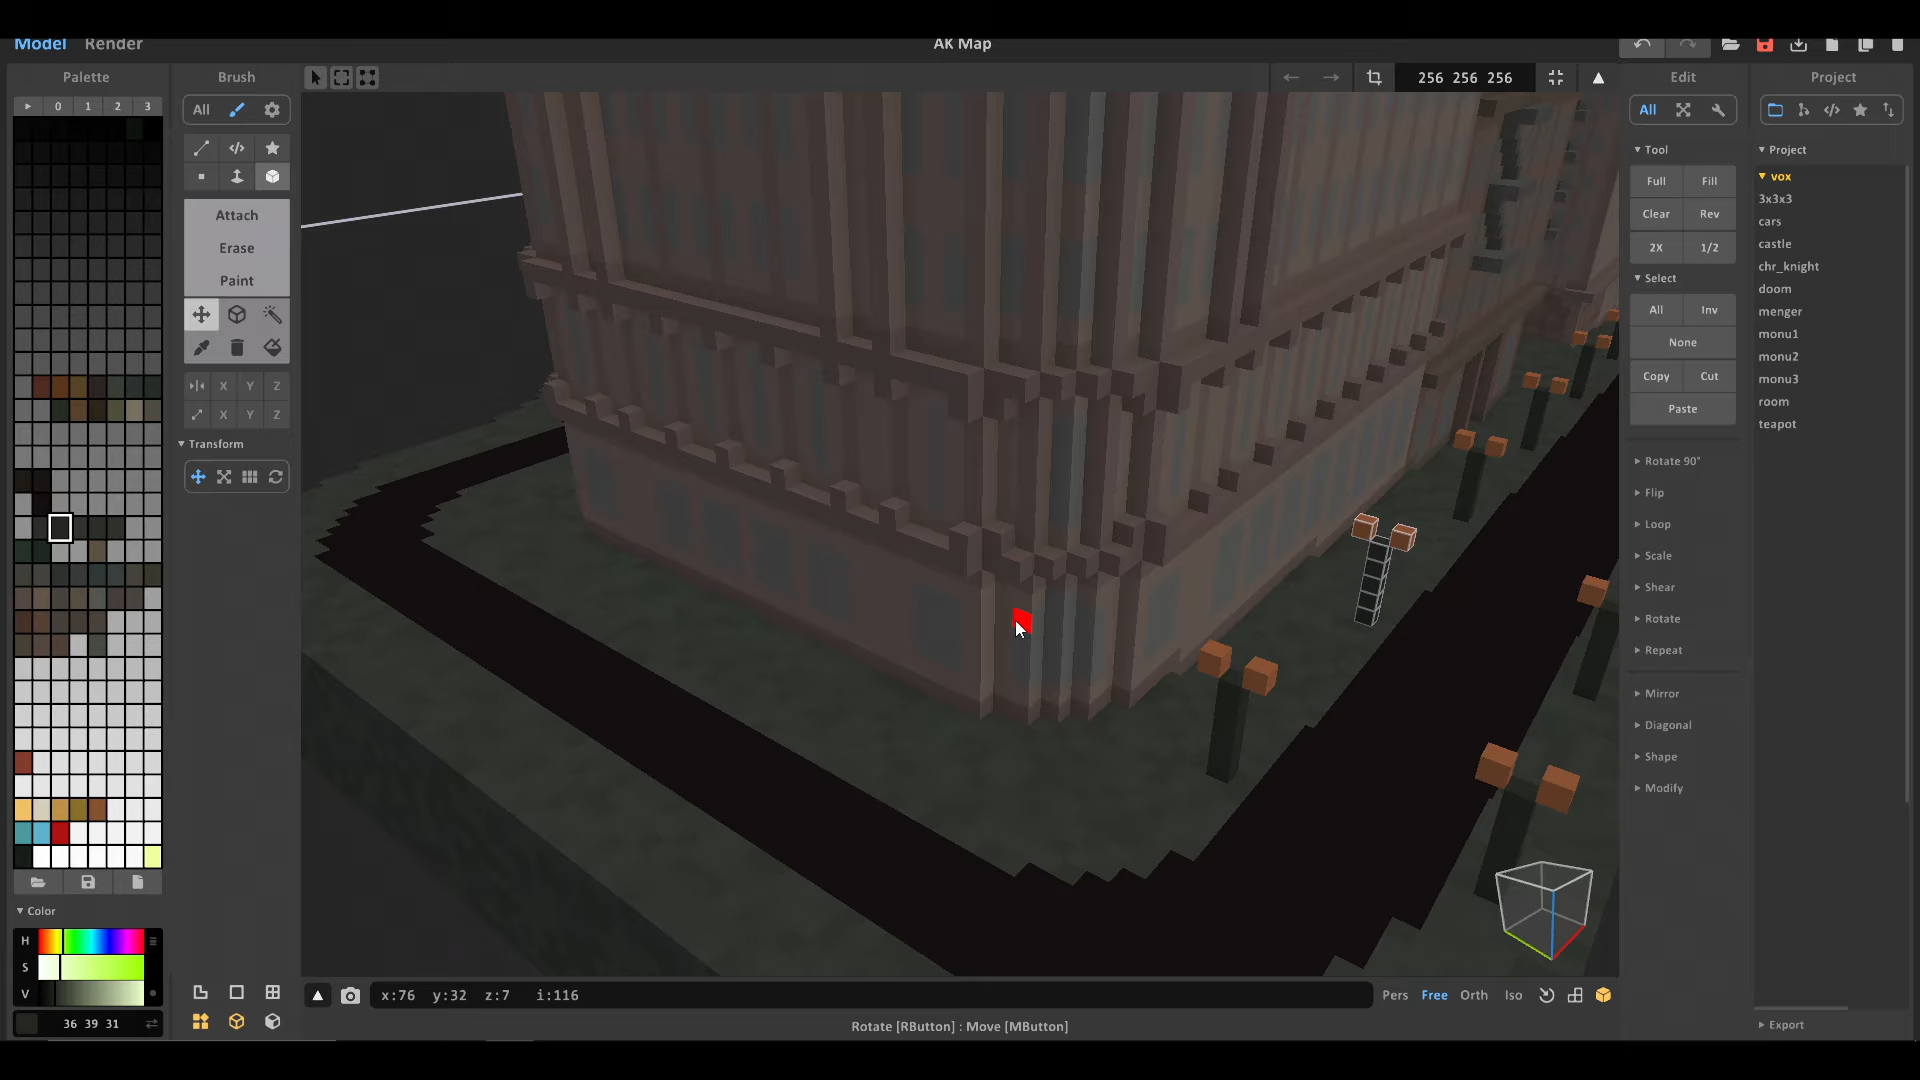 Model Render
AK Map
Palette
Brush
256 256 256
Edit
Project
0 1 2 3
All
All
Tool
Project
Full Fill
vox
Clear Rev
3x3x3
Attach
cars
Erase
2X 1/2
castle
Paint
Select
chr_knight
doom
All Inv
menger
None
monu1
monu2
Copy Cut
monu3
X Y Z
Paste
room
X Y Z
teapot
Transform
Rotate 90°
Flip
Loop
Scale
Shear
Rotate
Repeat
Mirror
Diagonal
Shape
Modify
Color
H
S
V
x:76 y:32 z:7 i:116
Pers Free Orth Iso
36 39 31
Rotate [RButton] : Move [MButton]
Export